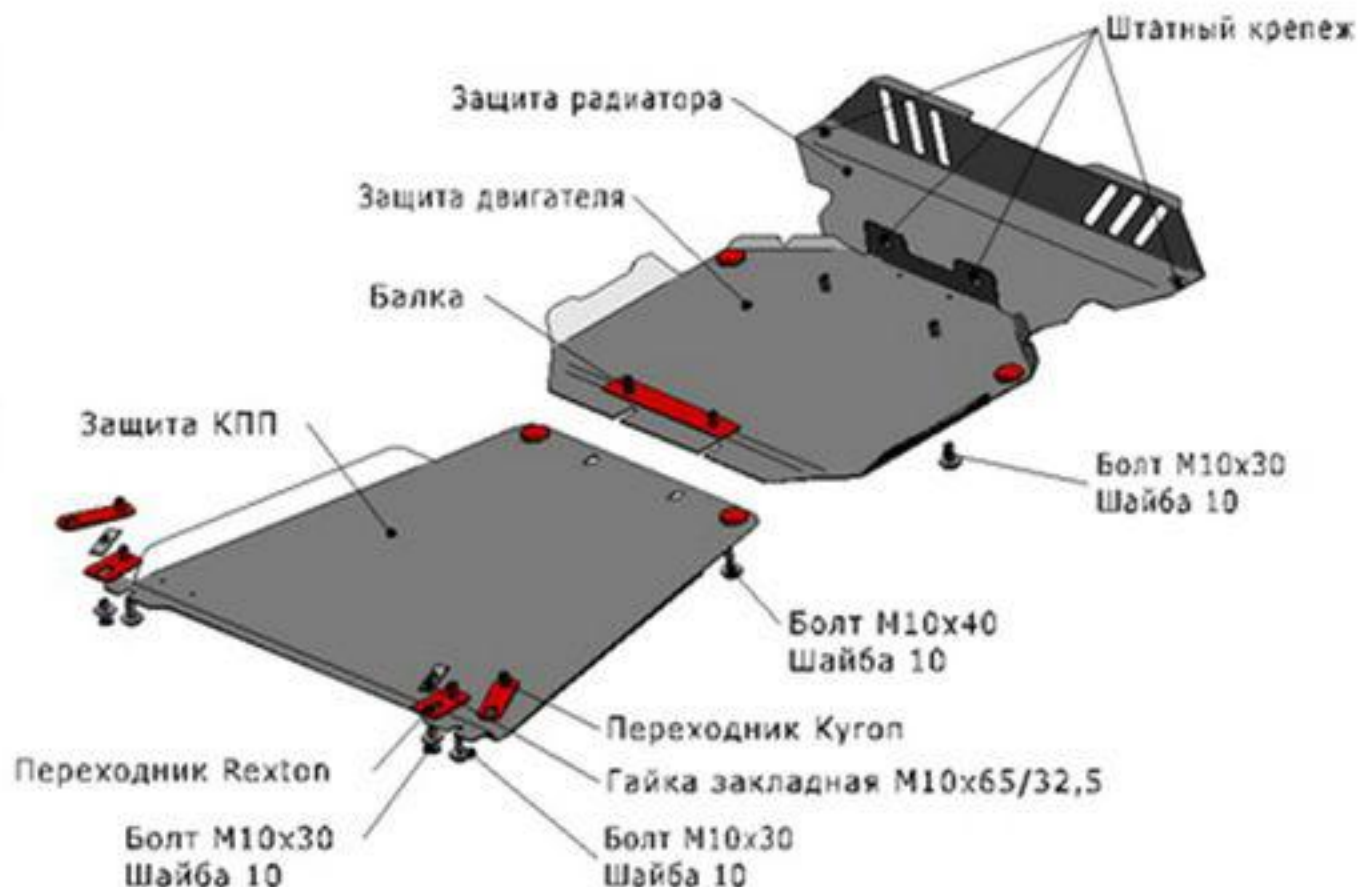 Штатный крепеж
Защита радиатора
Защита двигателя
Балка
Защита КПП
Болт М10х30
Шайба 10
Болт М10х40
Шайба 10
Переходник Kyron
Переходник Rexton
Гайка закладная М10х65/32,5
Болт М10х30
Шайба 10
Болт М10х30
Шайба 10